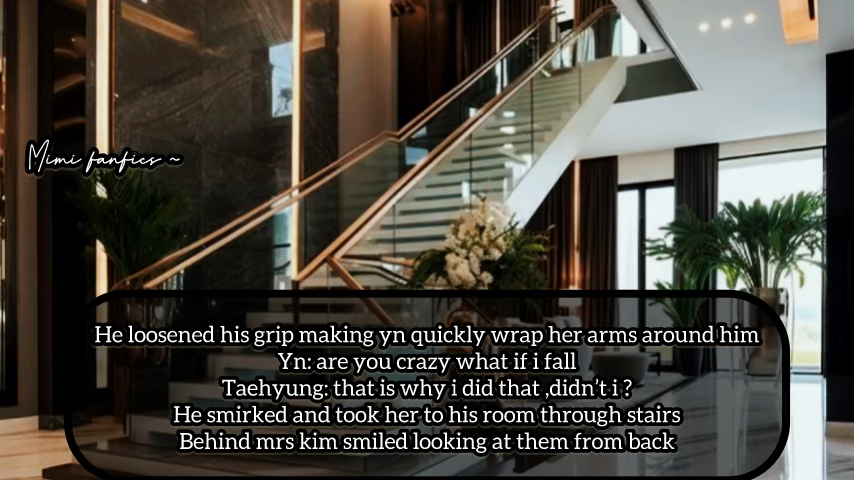 Mimi fanfics ~
He loosened his grip making yn quickly wrap her arms around him
Yn: are you crazy what if i fall
Taehyung: that is why i did that ,didn't i ?
He smirked and took her to his room through stairs
Behind mrs kim smiled looking at them from back